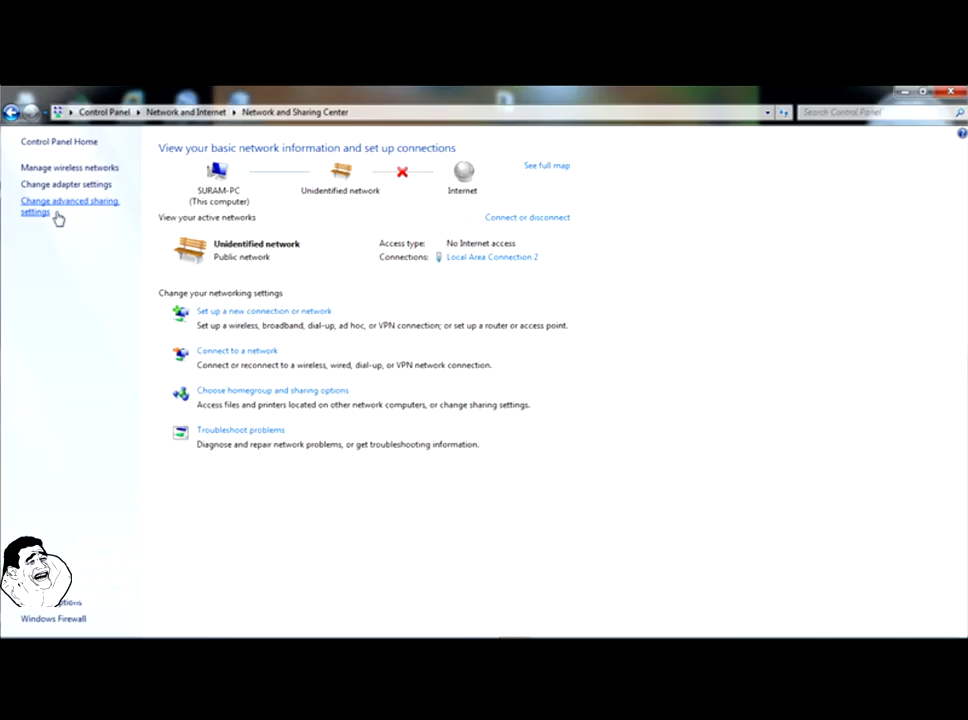 Control Panel Network and Internet Network and Sharing Center
Search Control Panel
Control Panel Home
Manage wireless networks
Change adapter settings
Change advanced sharing
settings
View your basic network information and set up connections
See full map
SURAM-PC
(This computer)
Unidentified network
Internet
View your active networks
Connect or disconnect
Unidentified network
Public network
Access type: No Internet access
Connections: Local Area Connection 2
Change your networking settings
Set up a new connection or network
Set up a wireless, broadband, dial-up, ad hoc, or VPN connection; or set up a router or access point.
Connect to a network
Connect or reconnect to a wireless, wired, dial-up, or VPN network connection.
Choose homegroup and sharing options
Access files and printers located on other network computers, or change sharing settings.
Troubleshoot problems
Diagnose and repair network problems, or get troubleshooting information.
Windows Firewall